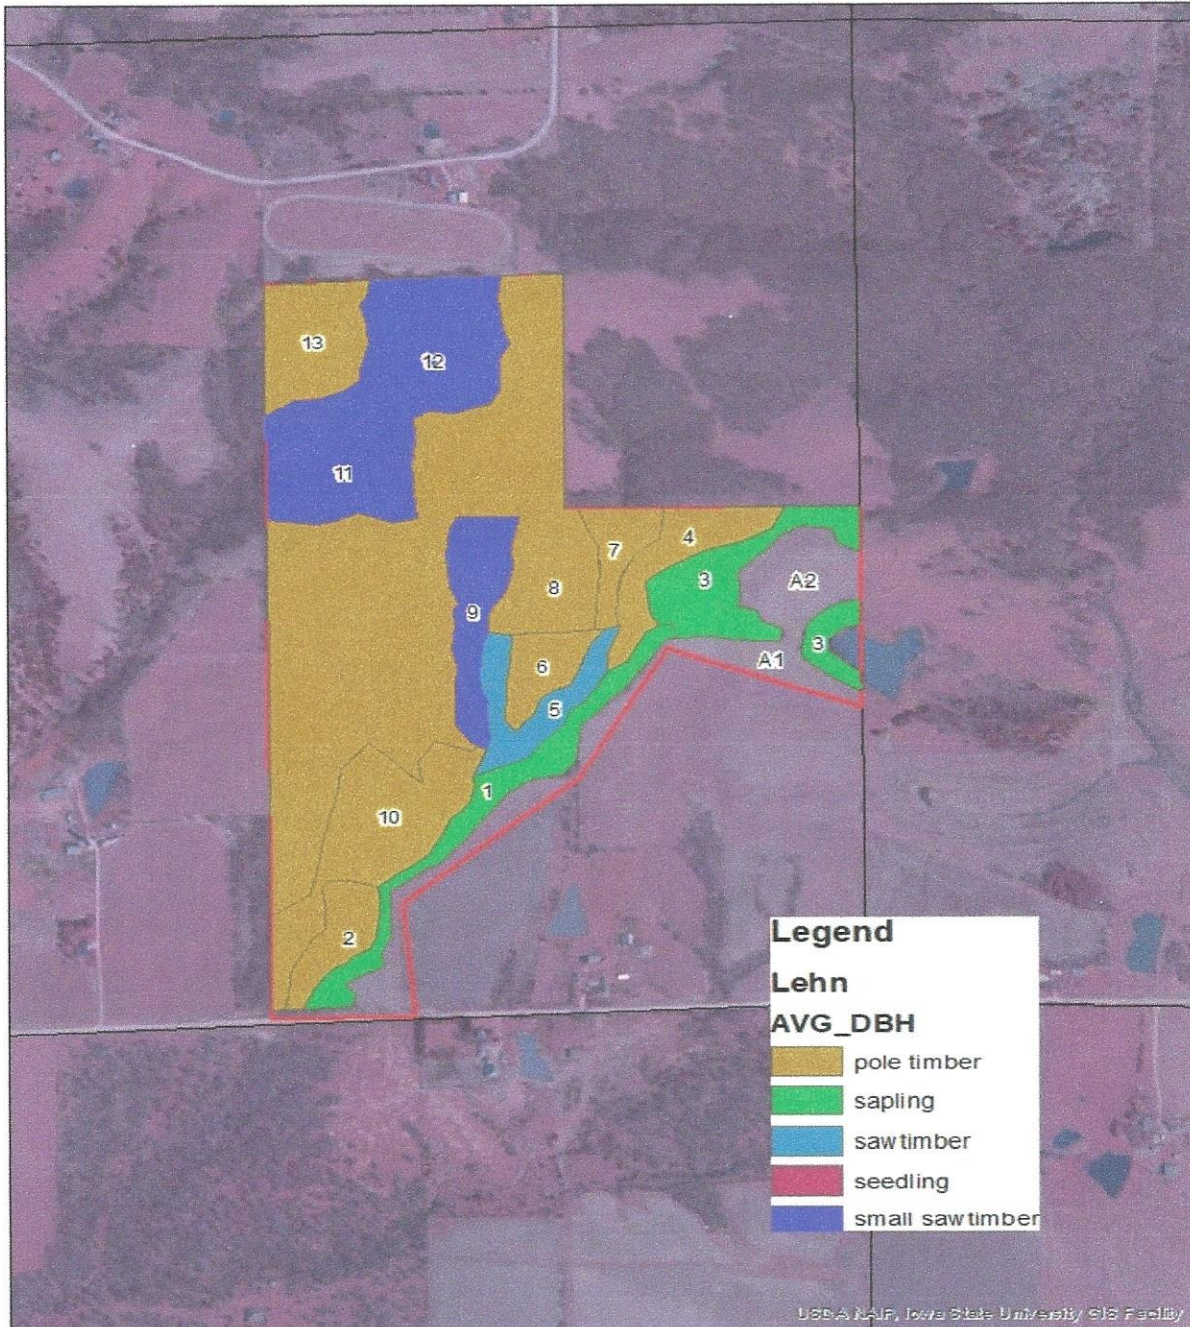 13
12
11
7
4
3
A2
8
9
3
6
A1
5
1
10
2
Legend
Lehn
AVG_DBH
pole timber
sapling
sawtimber
seedling
small sawtimber
USDA NAIP, Iowa State University GIS Facility